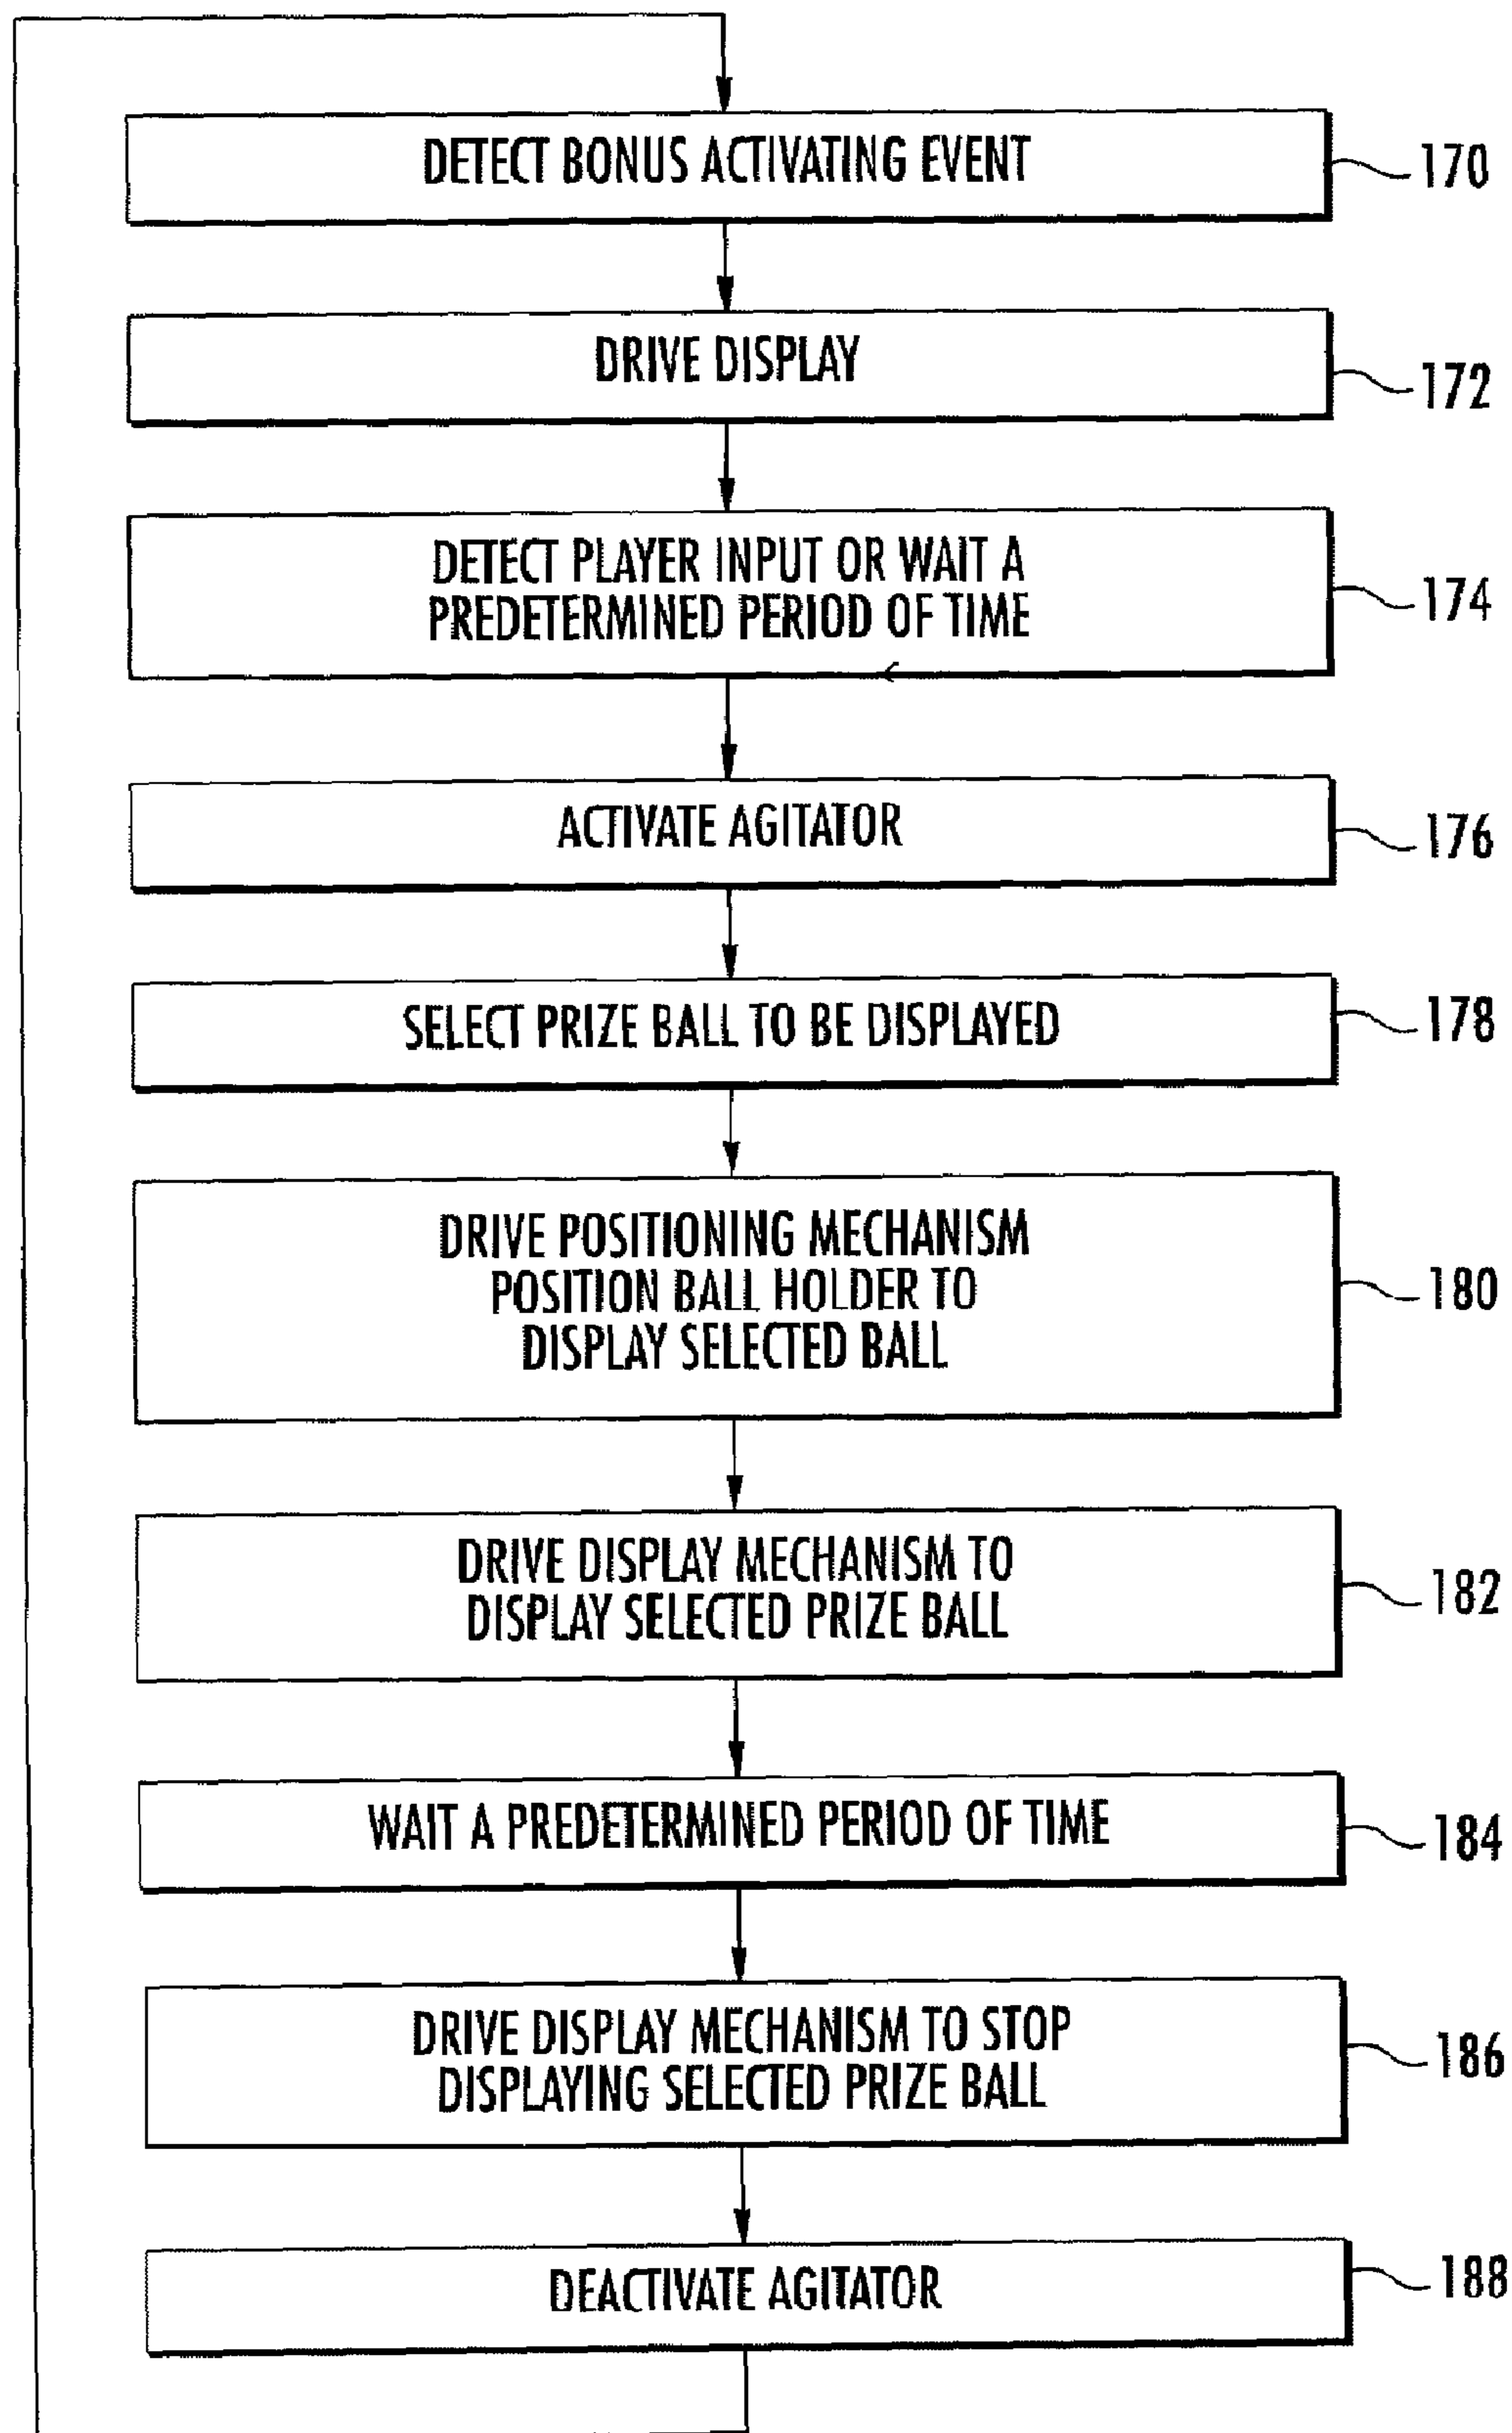 DETECT BONUS ACTIVATING EVENT
170
DRIVE DISPLAY
172
DETECT PLAYER INPUT OR WAIT A
PREDETERMINED PERIOD OF TIME
174
ACTIVATE AGITATOR
176
SELECT PRIZE BALL TO BE DISPLAYED
178
DRIVE POSITIONING MECHANISM
POSITION BALL HOLDER TO
DISPLAY SELECTED BALL
180
DRIVE DISPLAY MECHANISM TO
DISPLAY SELECTED PRIZE BALL
182
WAIT A PREDETERMINED PERIOD OF TIME
184
DRIVE DISPLAY MECHANISM TO STOP
DISPLAYING SELECTED PRIZE BALL
186
DEACTIVATE AGITATOR
188